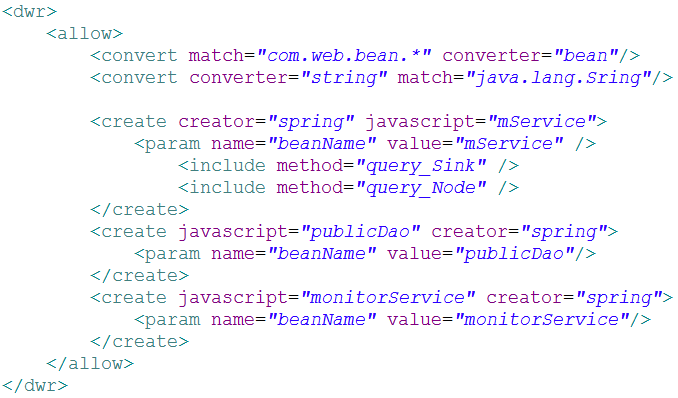 <dwr>
    <allow>
        <convert match="com.web.bean.*" converter="bean"/>
        <convert converter="string" match="java.lang.Sring"/>

        <create creator="spring" javascript="mService">
            <param name="beanName" value="mService" />
                <include method="query_Sink" />
                <include method="query_Node" />
        </create>
        <create javascript="publicDao" creator="spring">
            <param name="beanName" value="publicDao"/>
        </create>
        <create javascript="monitorService" creator="spring">
            <param name="beanName" value="monitorService"/>
        </create>
    </allow>
</dwr>